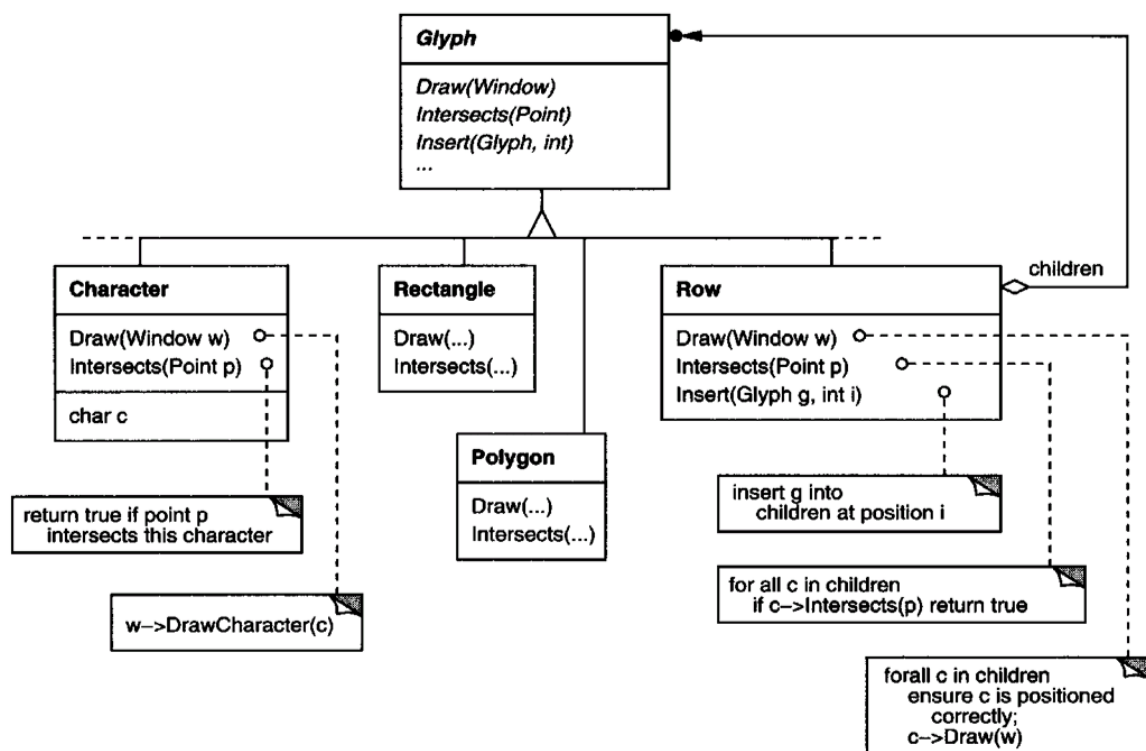 Glyph
Draw(Window)
Intersects(Point)
Insert(Glyph, int)
...
children
Character
Draw(Window w)
Intersects(Point p)
char c
Rectangle
Draw(...)
Intersects(...)
Row
Draw(Window w)
Intersects(Point p)
Insert(Glyph g, int i)
Polygon
Draw(...)
Intersects(...)
return true if point p
intersects this character
w->DrawCharacter(c)
insert g into
children at position i
for all c in children
if c->Intersects(p) return true
forall c in children
ensure c is positioned
correctly;
c->Draw(w)